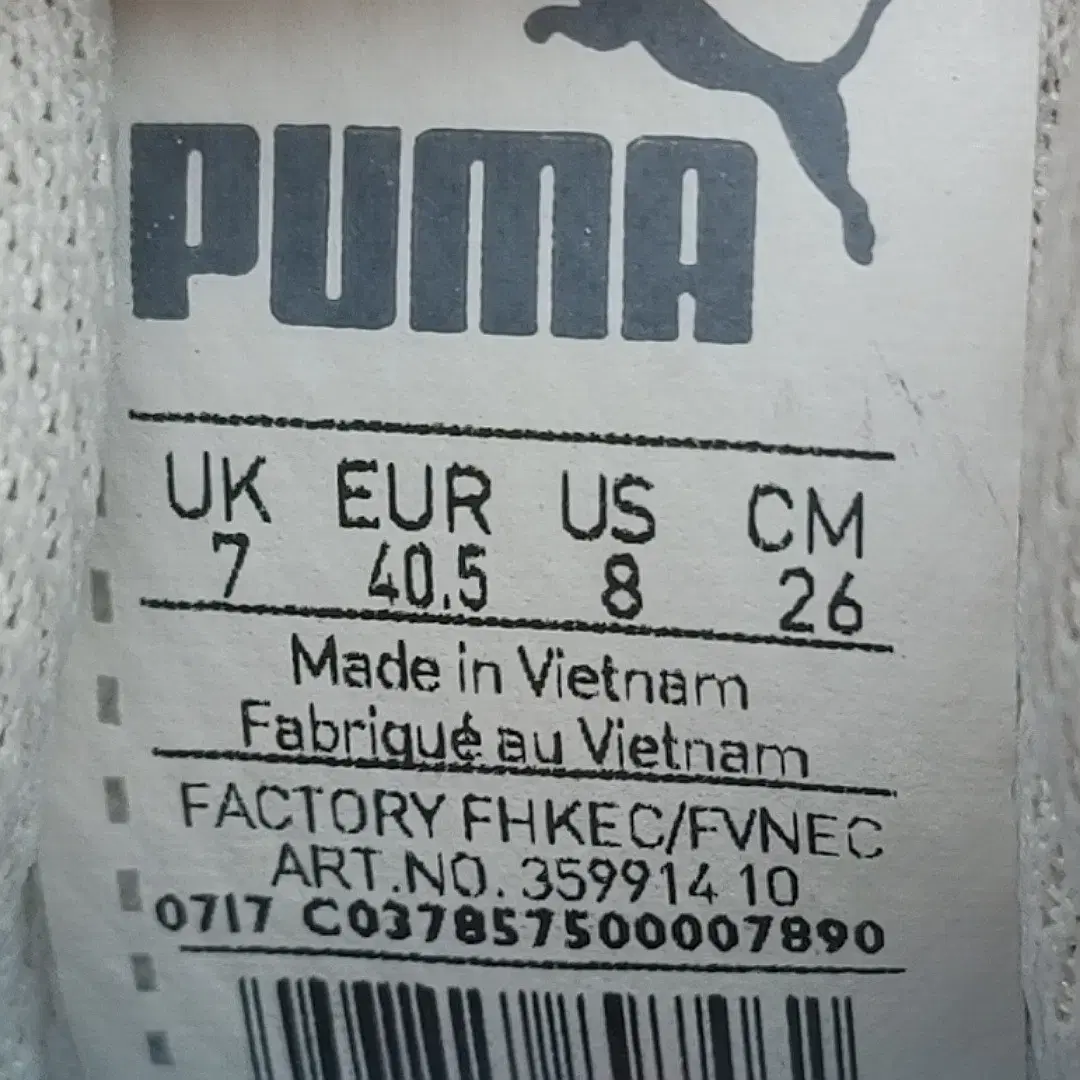 PUMA
UK EUR US CM
7 40.5 8 26
Made in Vietnam
Fabriqué au Vietnam
FACTORY FHKEC/FVNEC
ART.NO. 359914 10
0717 C037857500007890